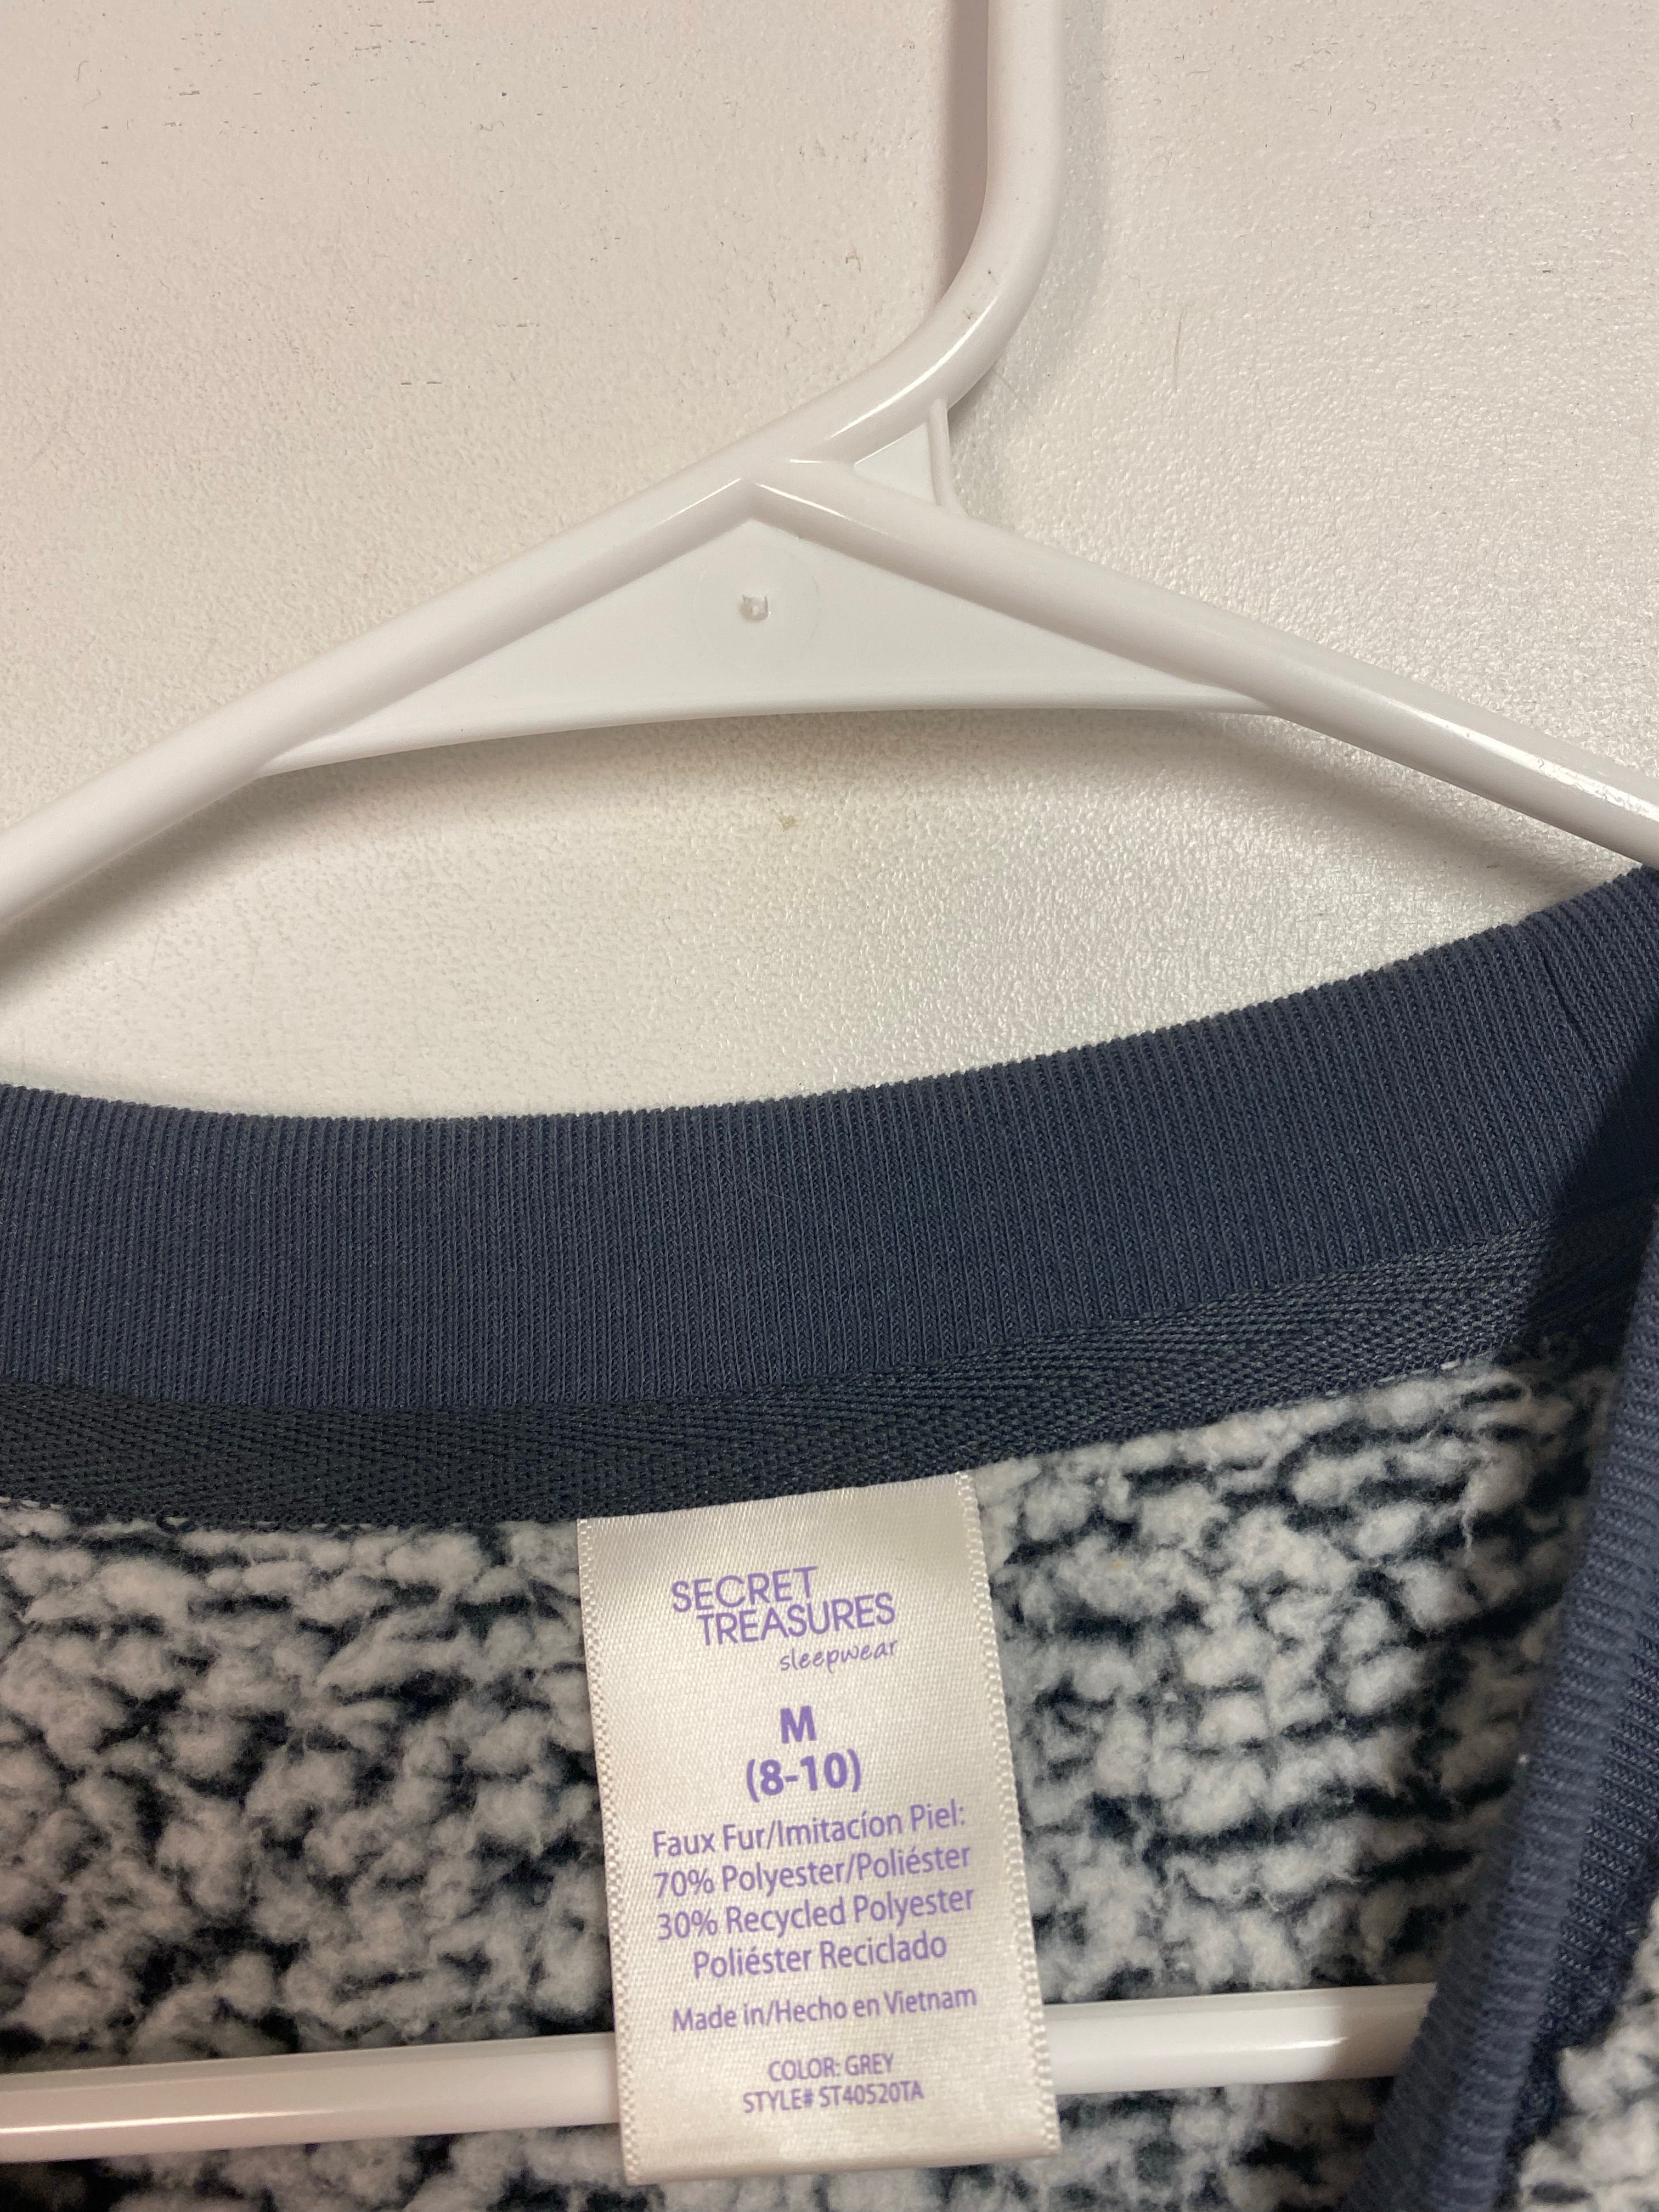 SECRET
TREASURES
sleepwear
M
(8-10)
Faux Fur/Imitacíon Piel:
70% Polyester/Poliéster
30% Recycled Polyester
Poliéster Reciclado
Made in/Hecho en Vietnam
COLOR: GREY
STYLE# ST40520TA